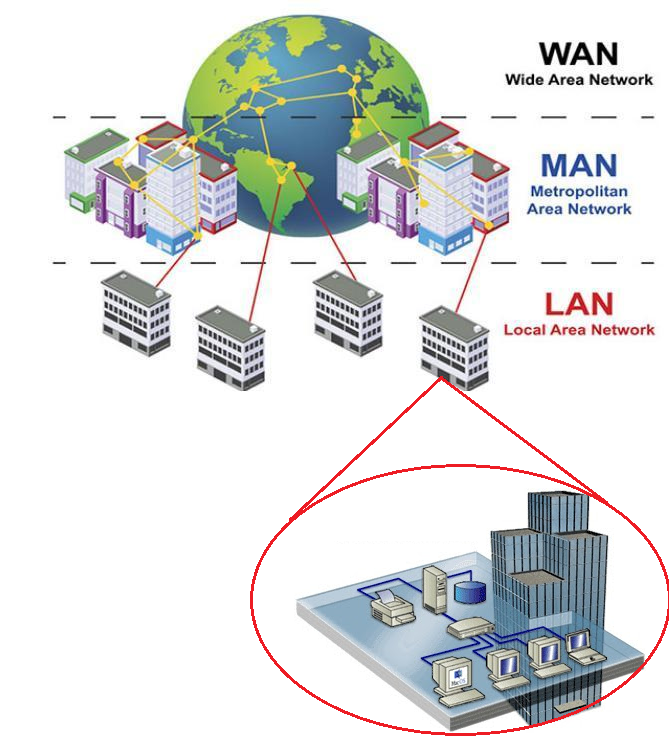 WAN
Wide Area Network
MAN
Metropolitan
Area Network
LAN
Local Area Network